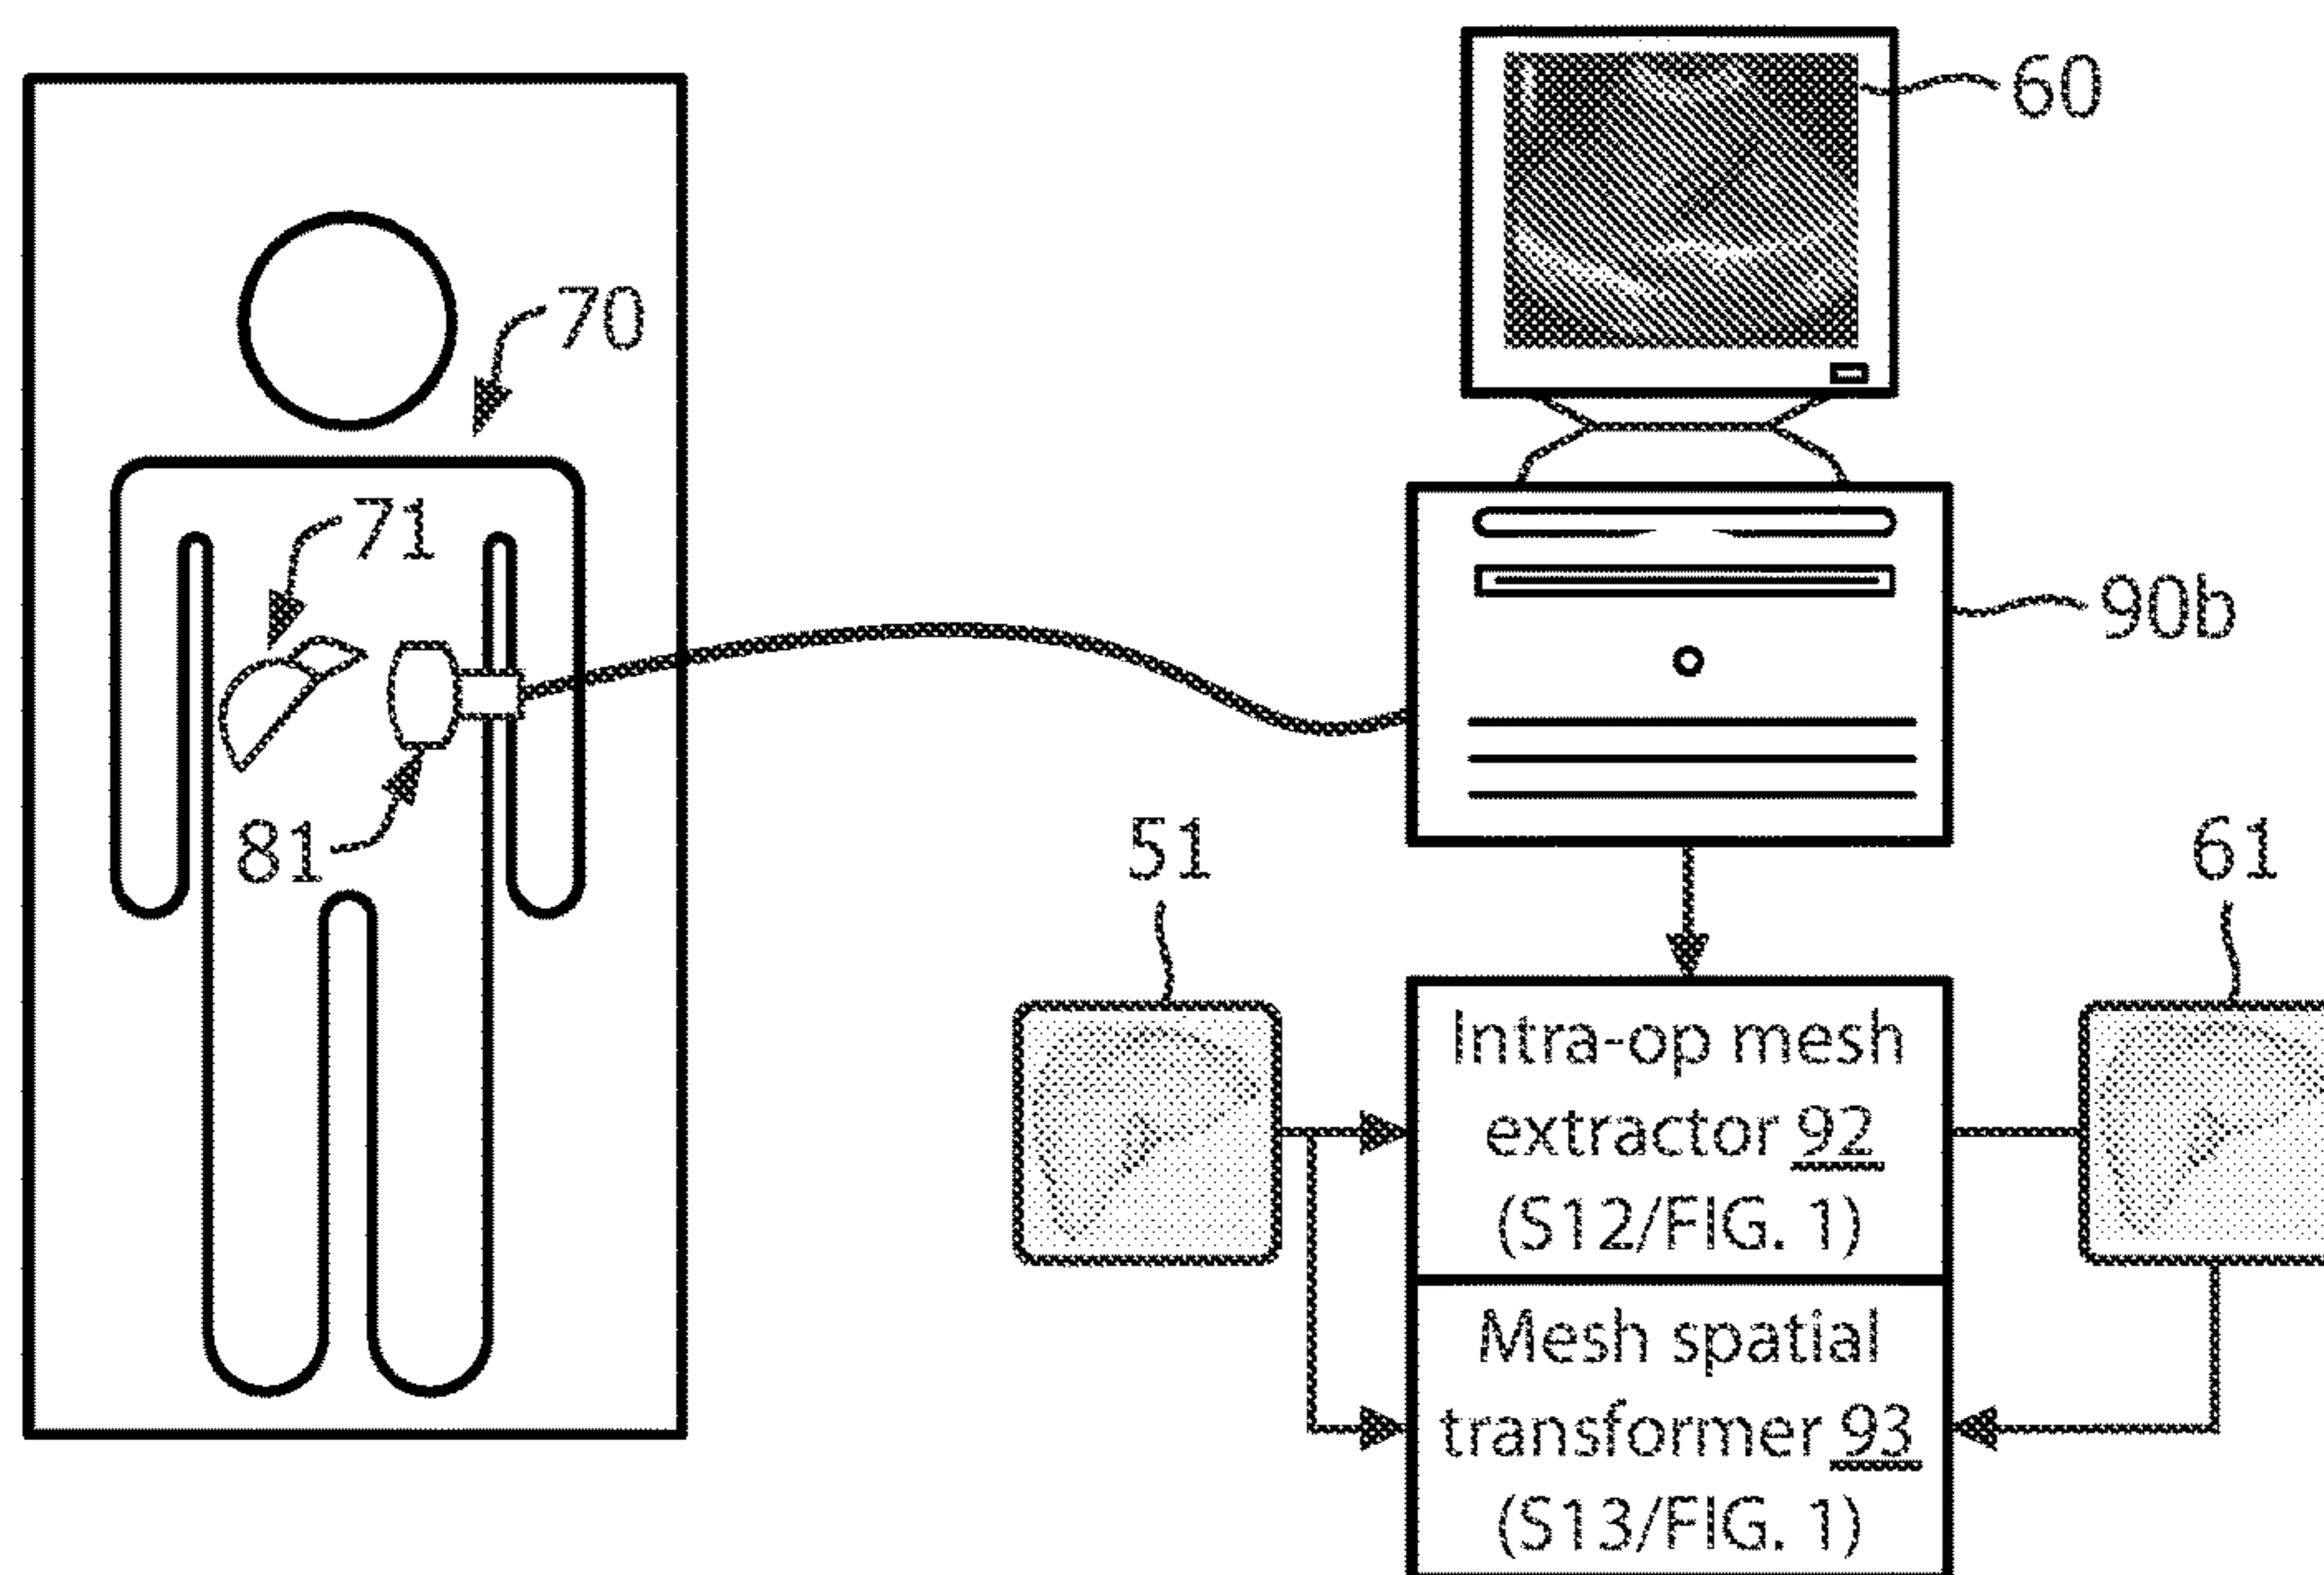 60
70
71
90b
81
51
61
Intra-op mesh
extractor 92
(S12/FIG. 1)
Mesh spatial
transformer 93
(S13/FIG. 1)